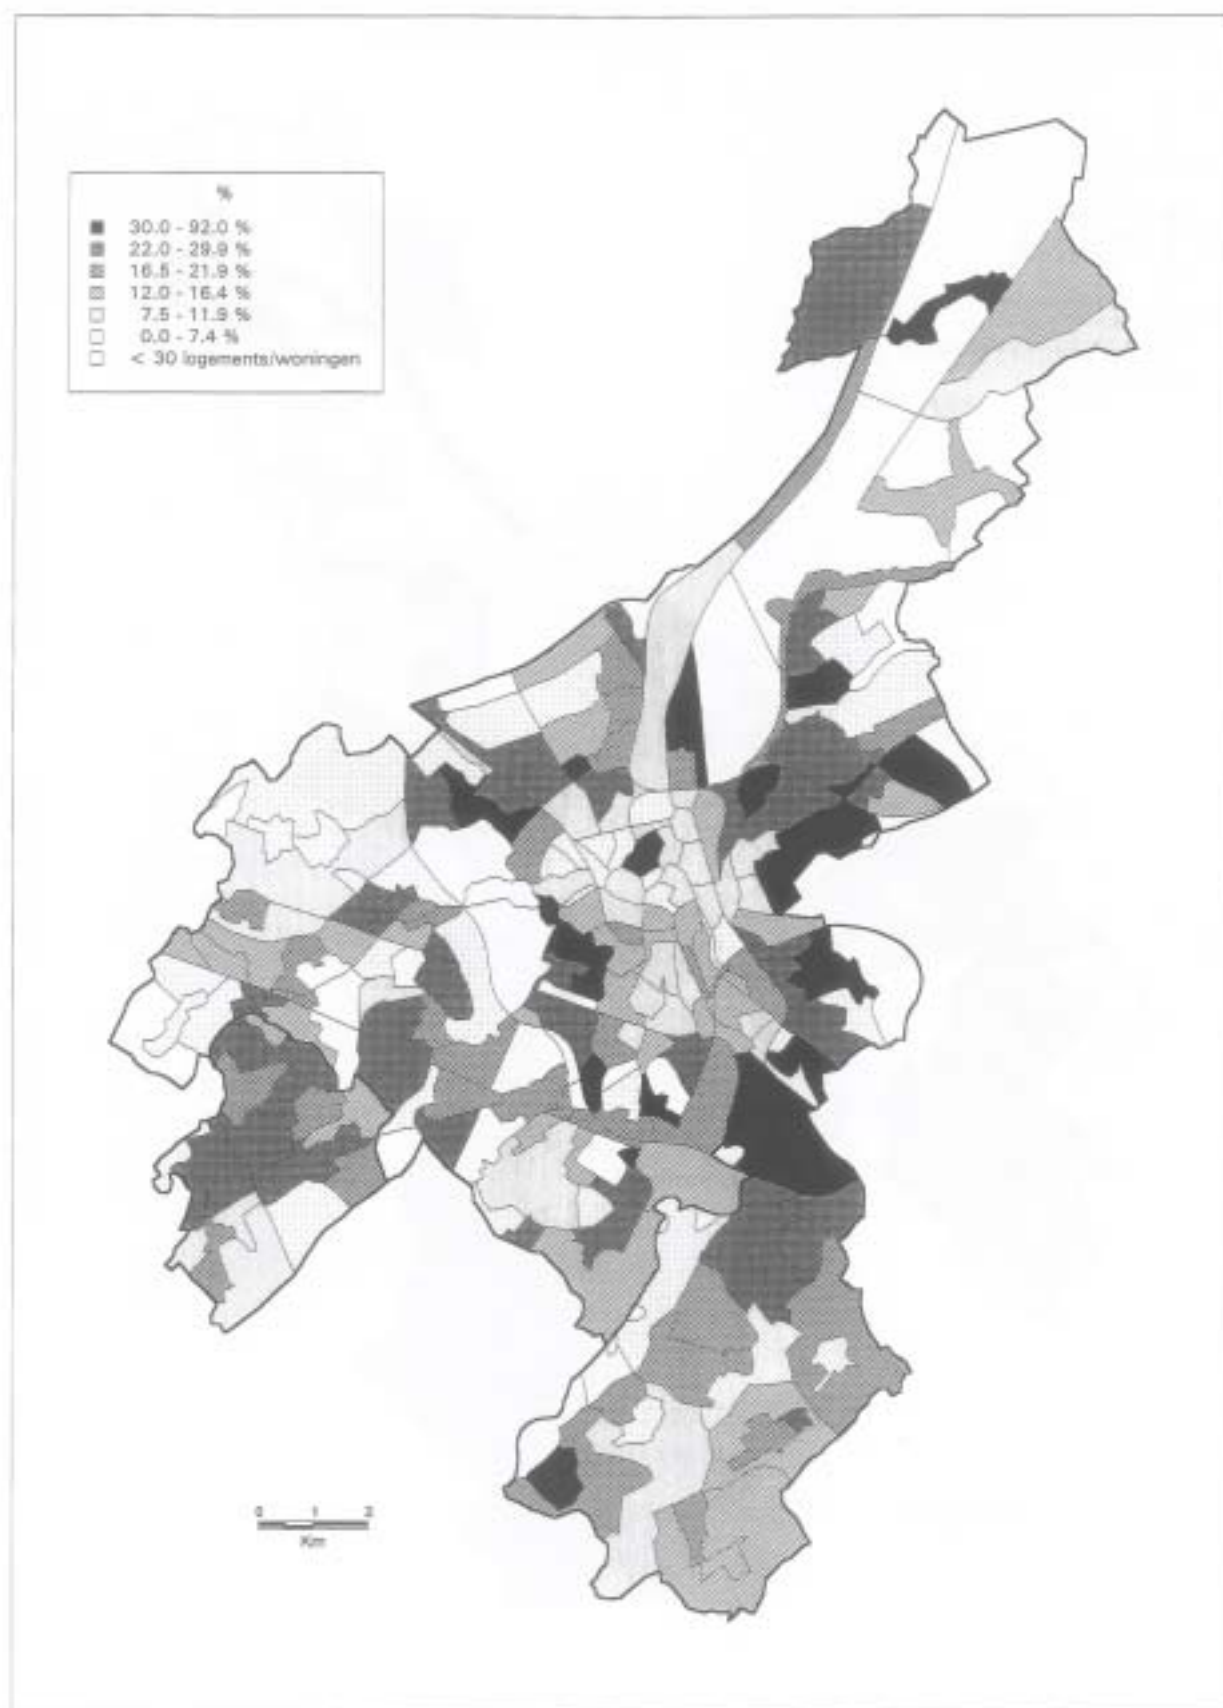 %
30.0 - 92.0 %
22.0 - 29.9 %
16.5 - 21.9 %
12.0 - 16.4 %
7.5 - 11.9 %
0.0 - 7.4 %
< 30 logements/woningen
0 1 2
Km